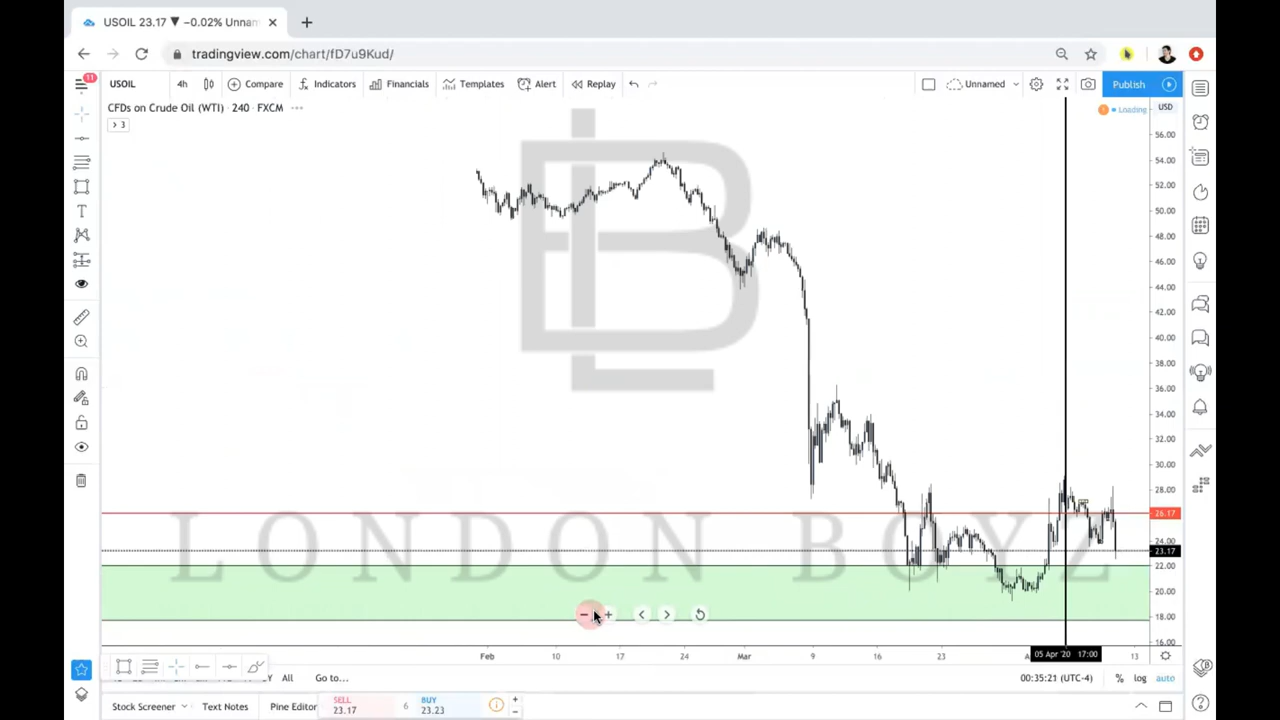 USOIL 23.17 ▼ −0.02% Unnam
tradingview.com/chart/fD7u9Kud/
11
USOIL 4h Compare Indicators Financials Templates Alert Replay Unnamed Publish
CFDs on Crude Oil (WTI) · 240 · FXCM
Loading USD
3
56.00
54.00
52.00
50.00
48.00
46.00
44.00
42.00
40.00
38.00
36.00
34.00
32.00
30.00
28.00
26.17
24.00
23.17
22.00
20.00
18.00
16.00
LONDON BOYZ
Feb 10 17 24 Mar 9 16 23 05 Apr '20 17:00 13
All Go to... 00:35:21 (UTC-4) % log auto
Stock Screener Text Notes Pine Editor SELL 23.17 6 BUY 23.23